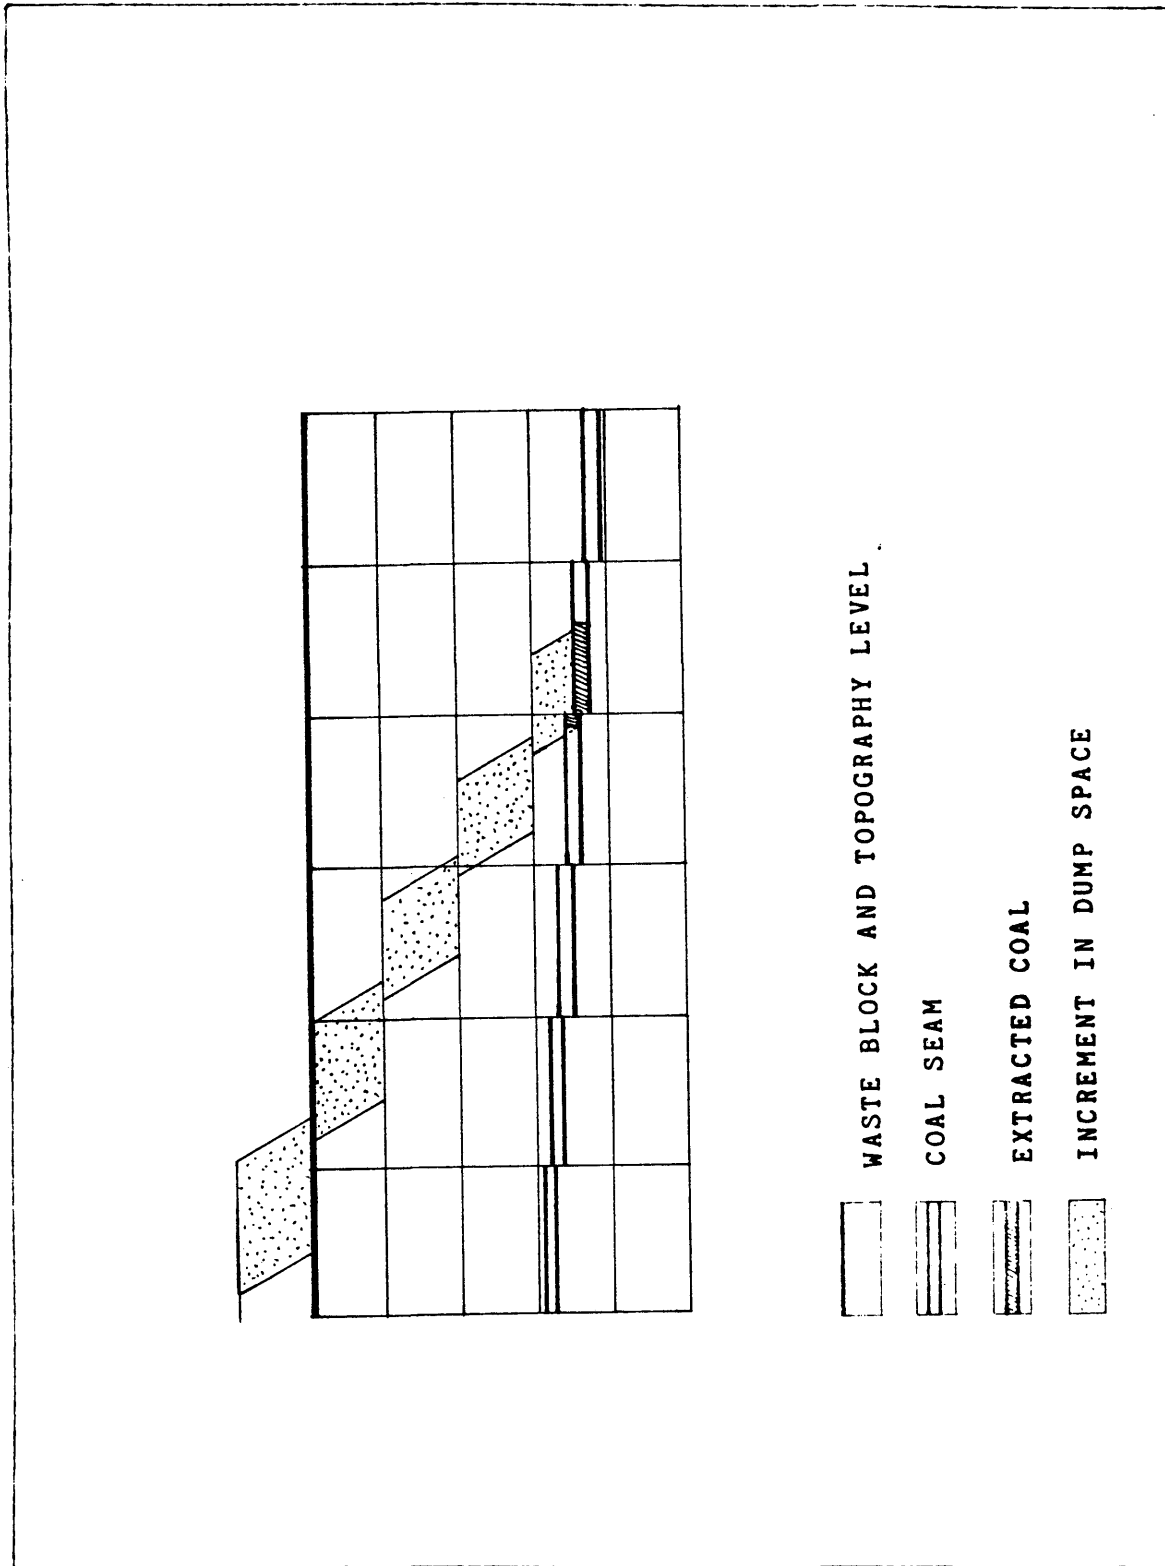 WASTE BLOCK AND TOPOGRAPHY LEVEL
COAL SEAM
EXTRACTED COAL
INCREMENT IN DUMP SPACE